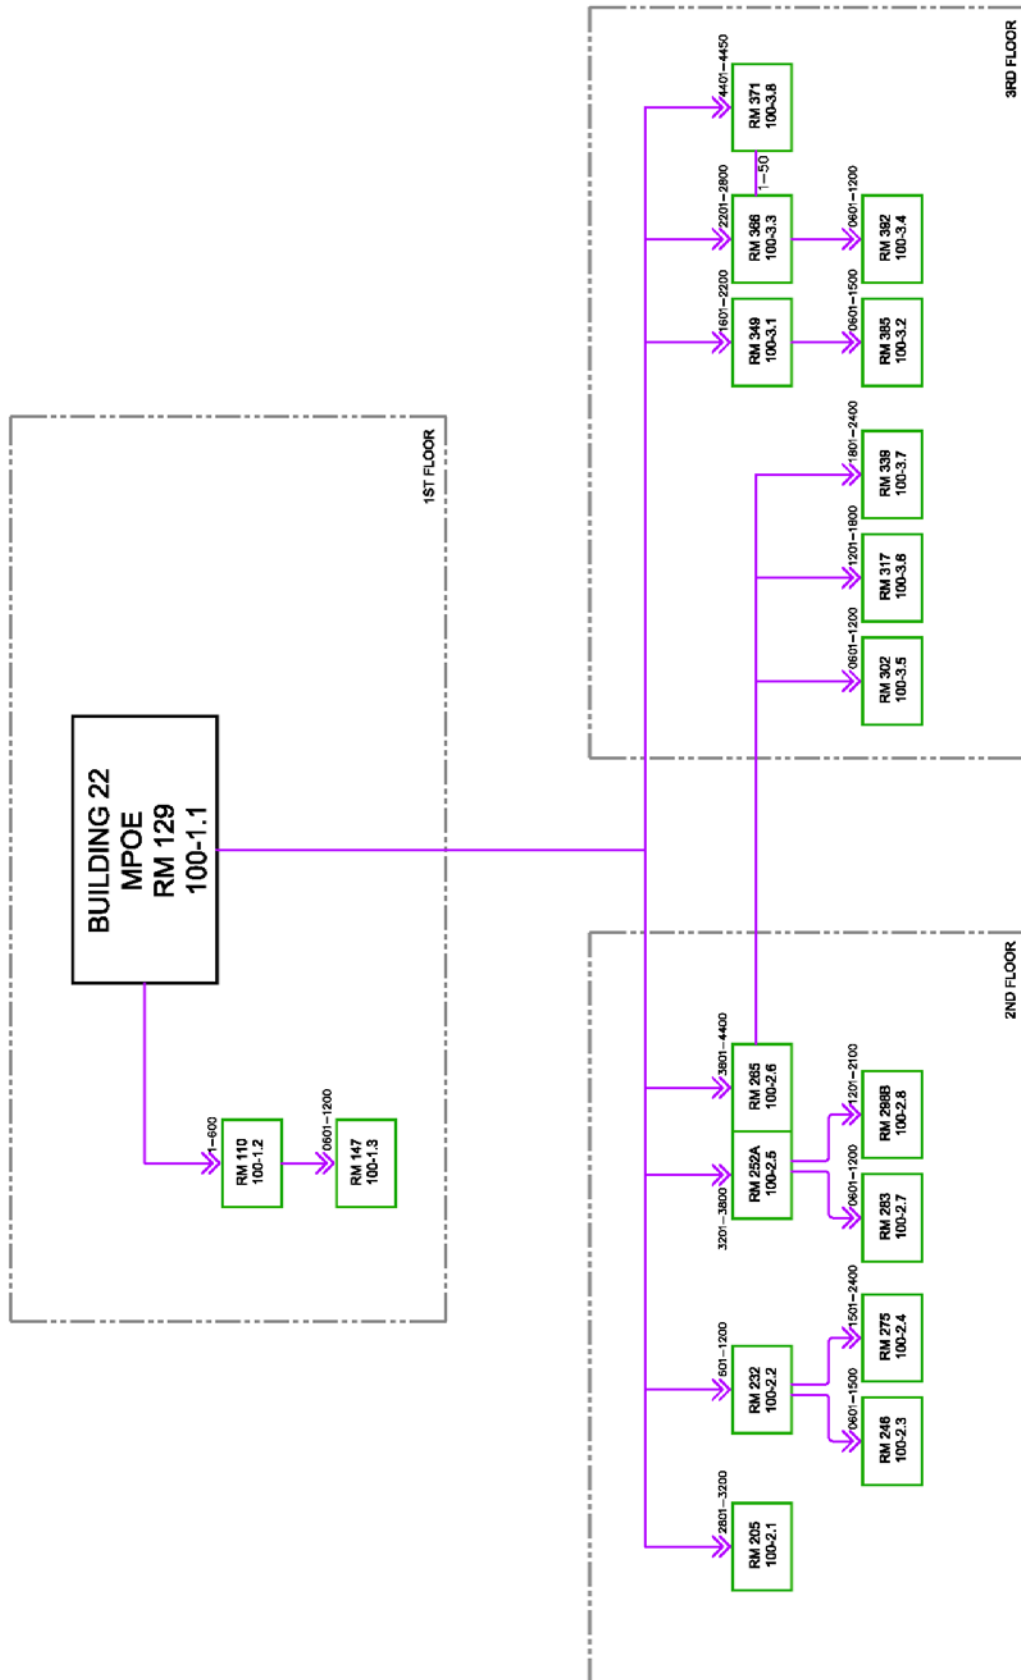 BUILDING 22
MPOE
RM 129
100-1.1
1-600
RM 110
100-1.2
0601-1200
RM 147
100-1.3
1ST FLOOR
2801-3200
RM 205
100-2.1
601-1200
RM 232
100-2.2
0601-1500
RM 246
100-2.3
1501-2400
RM 275
100-2.4
3201-3800
RM 252A
100-2.5
3801-4400
RM 265
100-2.6
0601-1200
RM 283
100-2.7
1201-2100
RM 298B
100-2.8
2ND FLOOR
0601-1200
RM 302
100-3.5
1201-1800
RM 317
100-3.6
1801-2400
RM 339
100-3.7
1601-2200
RM 349
100-3.1
0601-1500
RM 385
100-3.2
2201-2800
RM 366
100-3.3
0601-1200
RM 392
100-3.4
1-50
4401-4450
RM 371
100-3.8
3RD FLOOR